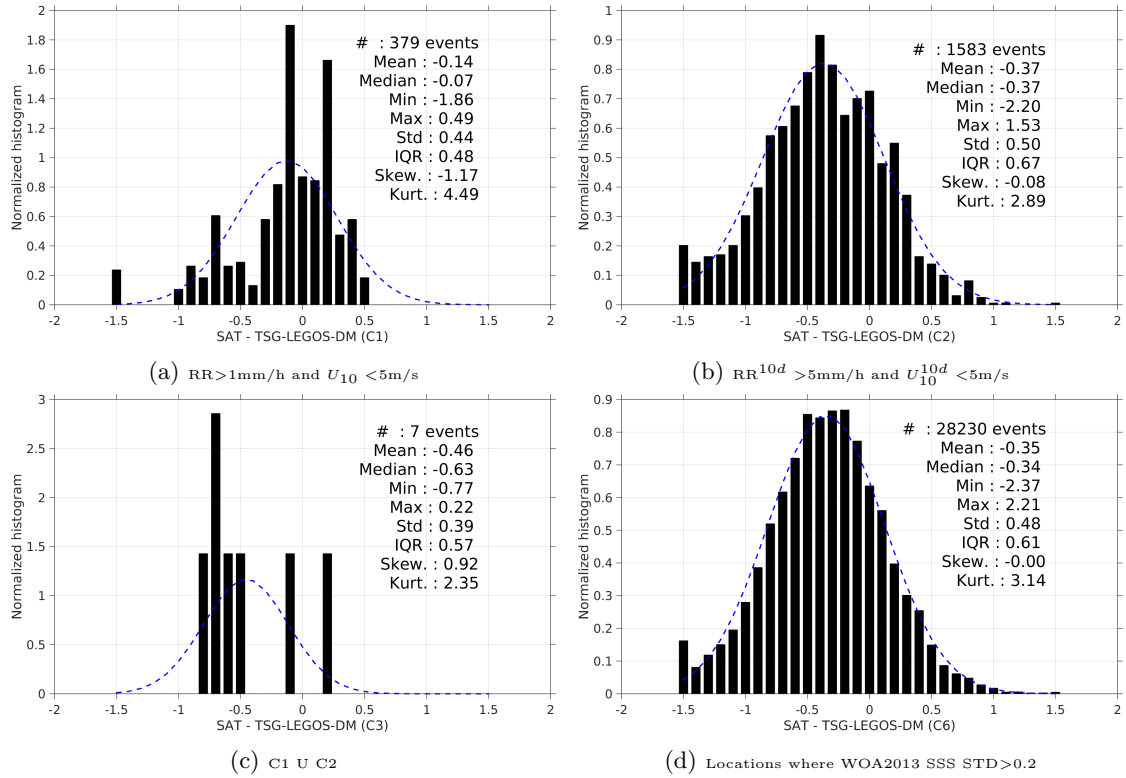 2
1.8
1.6
1.4
1.2
1
0.8
0.6
0.4
0.2
0
Normalized histogram
# : 379 events
Mean : -0.14
Median : -0.07
Min : -1.86
Max : 0.49
Std : 0.44
IQR : 0.48
Skew. : -1.17
Kurt. : 4.49
-2 -1.5 -1 -0.5 0 0.5 1 1.5 2
SAT - TSG-LEGOS-DM (C1)
(a) RR>1mm/h and U10 <5m/s
1
0.9
0.8
0.7
0.6
0.5
0.4
0.3
0.2
0.1
0
Normalized histogram
# : 1583 events
Mean : -0.37
Median : -0.37
Min : -2.20
Max : 1.53
Std : 0.50
IQR : 0.67
Skew. : -0.08
Kurt. : 2.89
-2 -1.5 -1 -0.5 0 0.5 1 1.5 2
SAT - TSG-LEGOS-DM (C2)
(b) RR^10d >5mm/h and U10^10d <5m/s
3
2.5
2
1.5
1
0.5
0
Normalized histogram
# : 7 events
Mean : -0.46
Median : -0.63
Min : -0.77
Max : 0.22
Std : 0.39
IQR : 0.57
Skew. : 0.92
Kurt. : 2.35
-2 -1.5 -1 -0.5 0 0.5 1 1.5 2
SAT - TSG-LEGOS-DM (C3)
(c) C1 U C2
0.9
0.8
0.7
0.6
0.5
0.4
0.3
0.2
0.1
0
Normalized histogram
# : 28230 events
Mean : -0.35
Median : -0.34
Min : -2.37
Max : 2.21
Std : 0.48
IQR : 0.61
Skew. : -0.00
Kurt. : 3.14
-2 -1.5 -1 -0.5 0 0.5 1 1.5 2
SAT - TSG-LEGOS-DM (C6)
(d) Locations where WOA2013 SSS STD>0.2